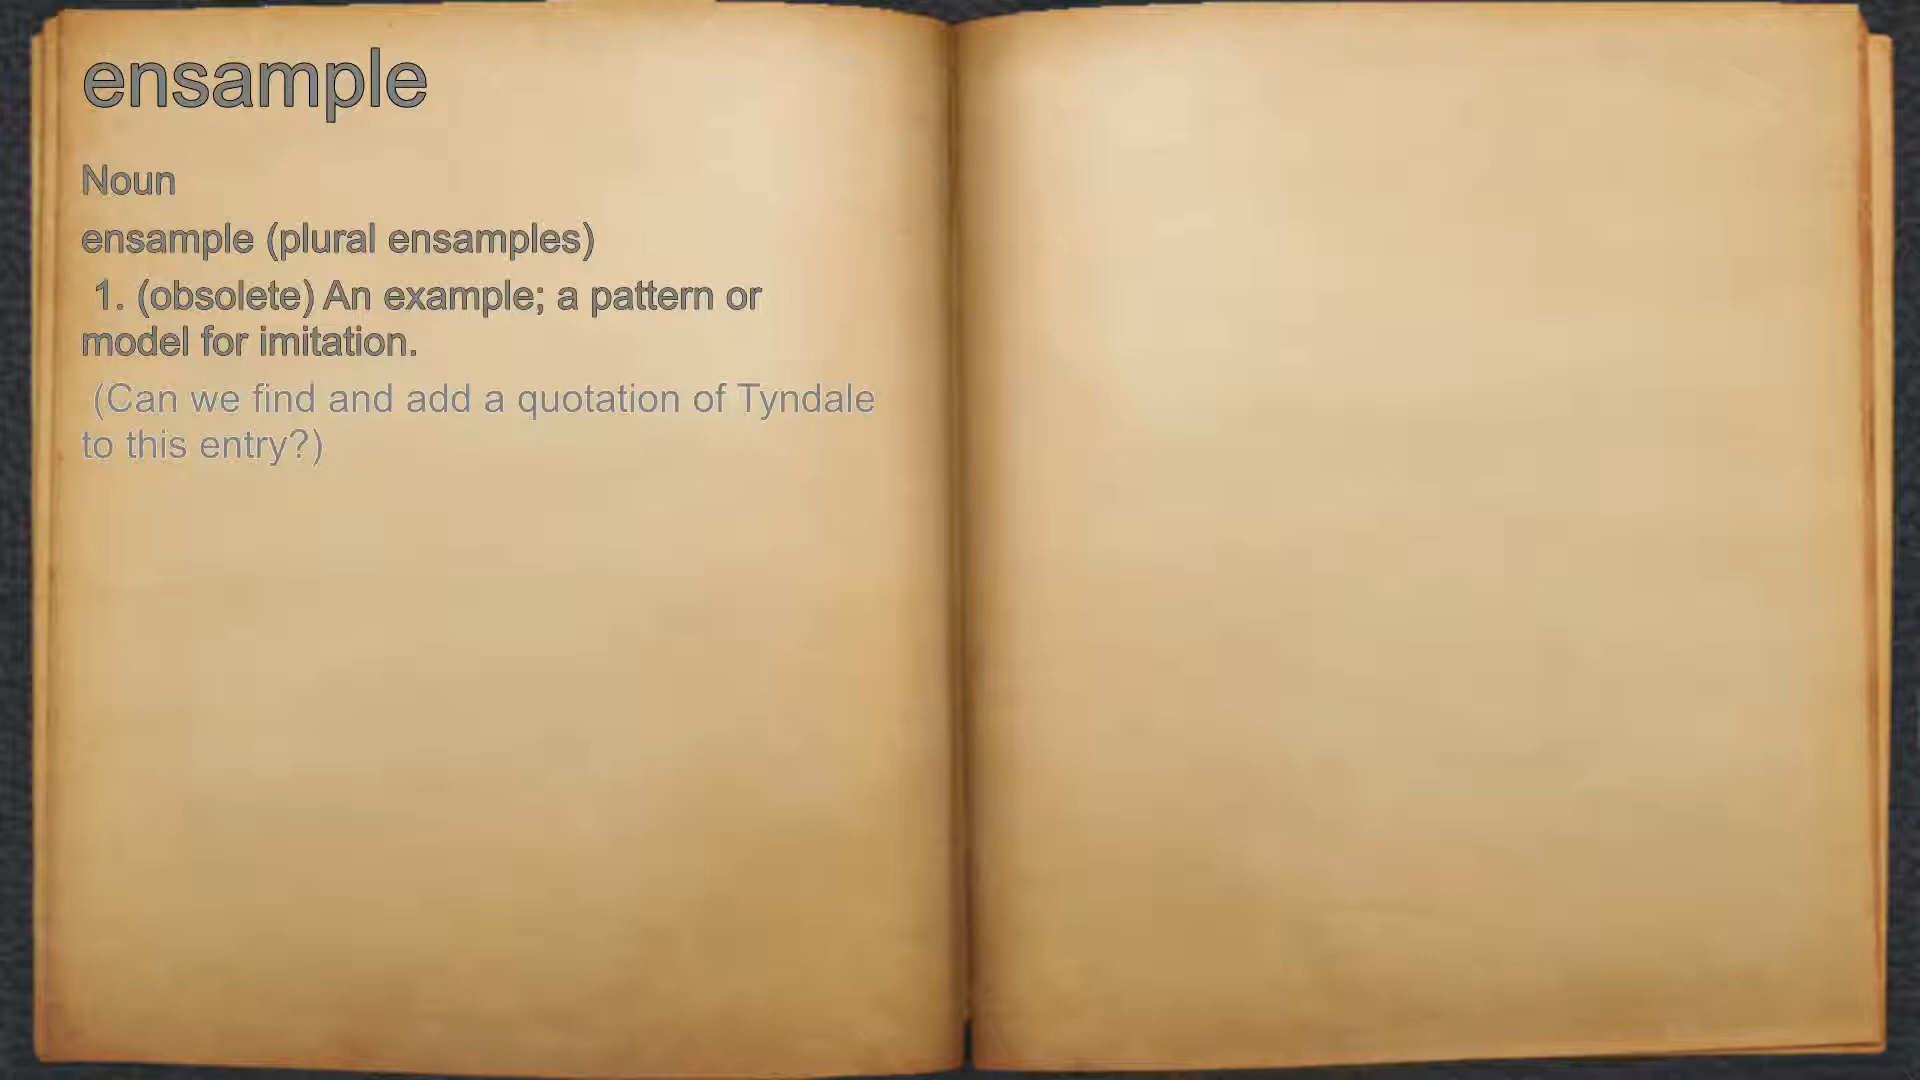 ensample
Noun
ensample (plural ensamples)
1. (obsolete) An example; a pattern or
model for imitation.
(Can we find and add a quotation of Tyndale
to this entry?)